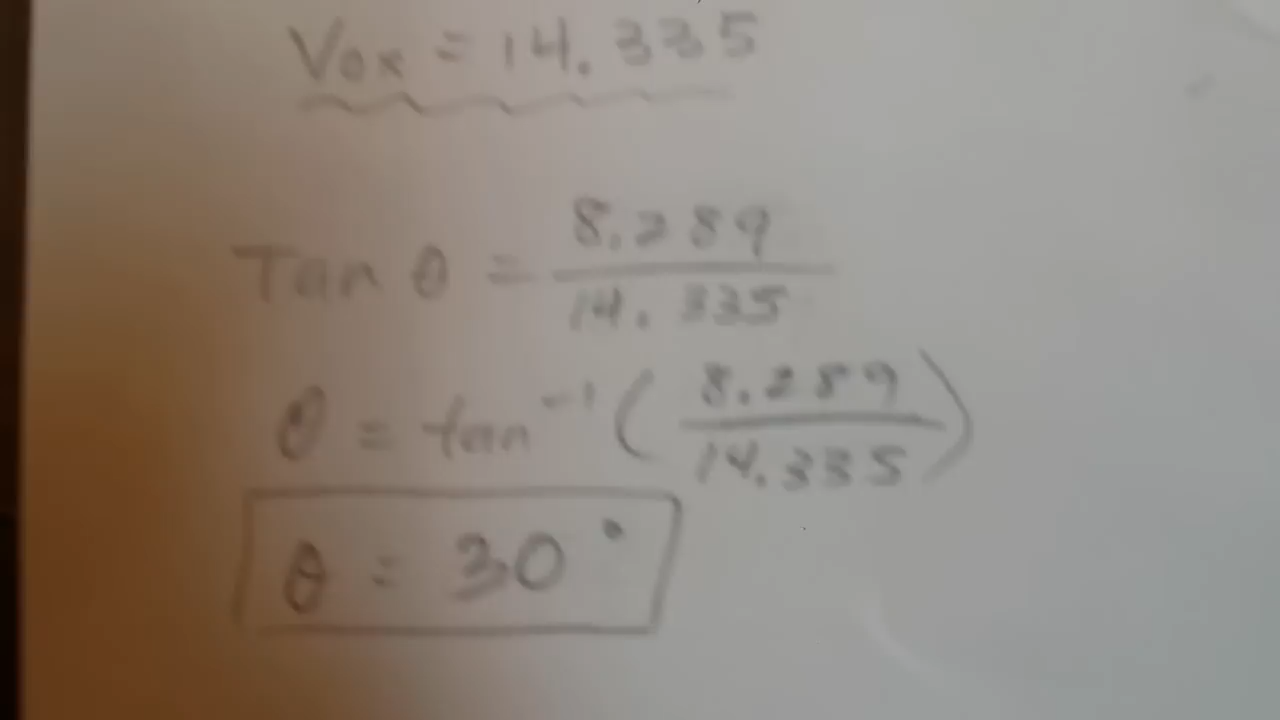 Vox = 14.335
Tan θ = 8.289 / 14.335
θ = tan⁻¹ (8.289 / 14.335)
θ = 30°